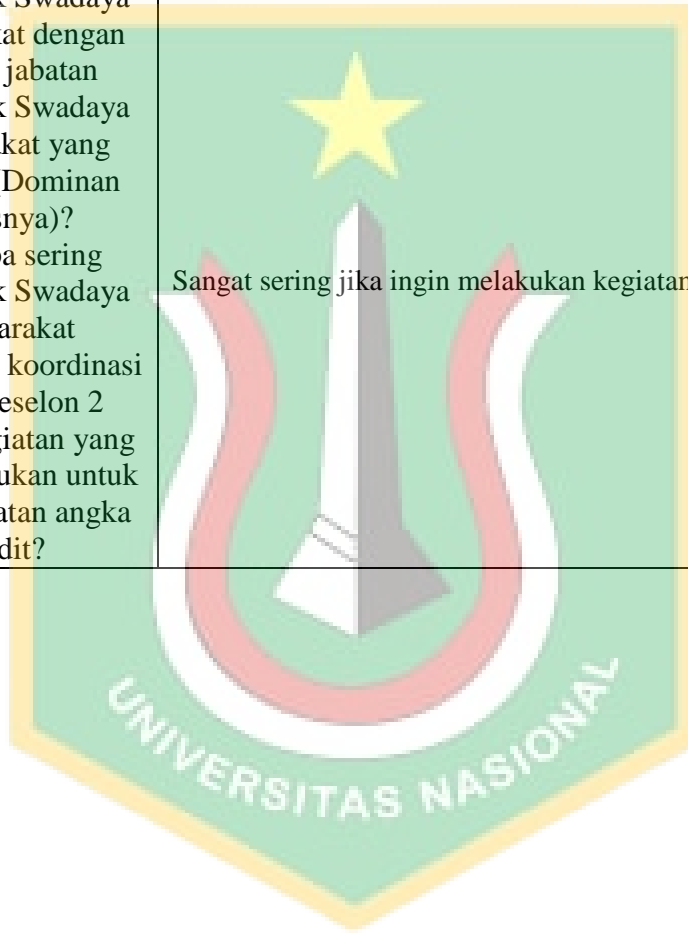 k Swadaya
kat dengan
jabatan
k Swadaya
akat yang
(Dominan
snya)?
pa sering
k Swadaya
arakat
koordinasi
eselon 2
giatan yang
ukan untuk
atan angka
dit?
Sangat sering jika ingin melakukan kegiatan
UNIVERSITAS NASIONAL